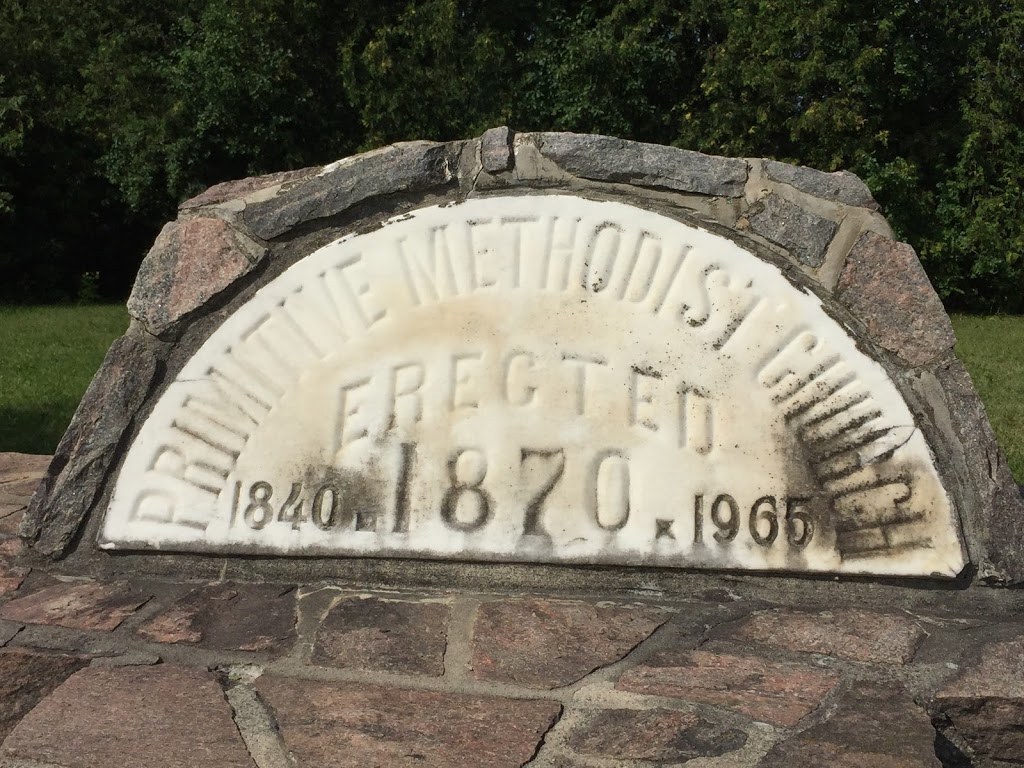 PRIMITIVE METHODIST CHURCH
ERECTED
1840 x 1870 x 1965